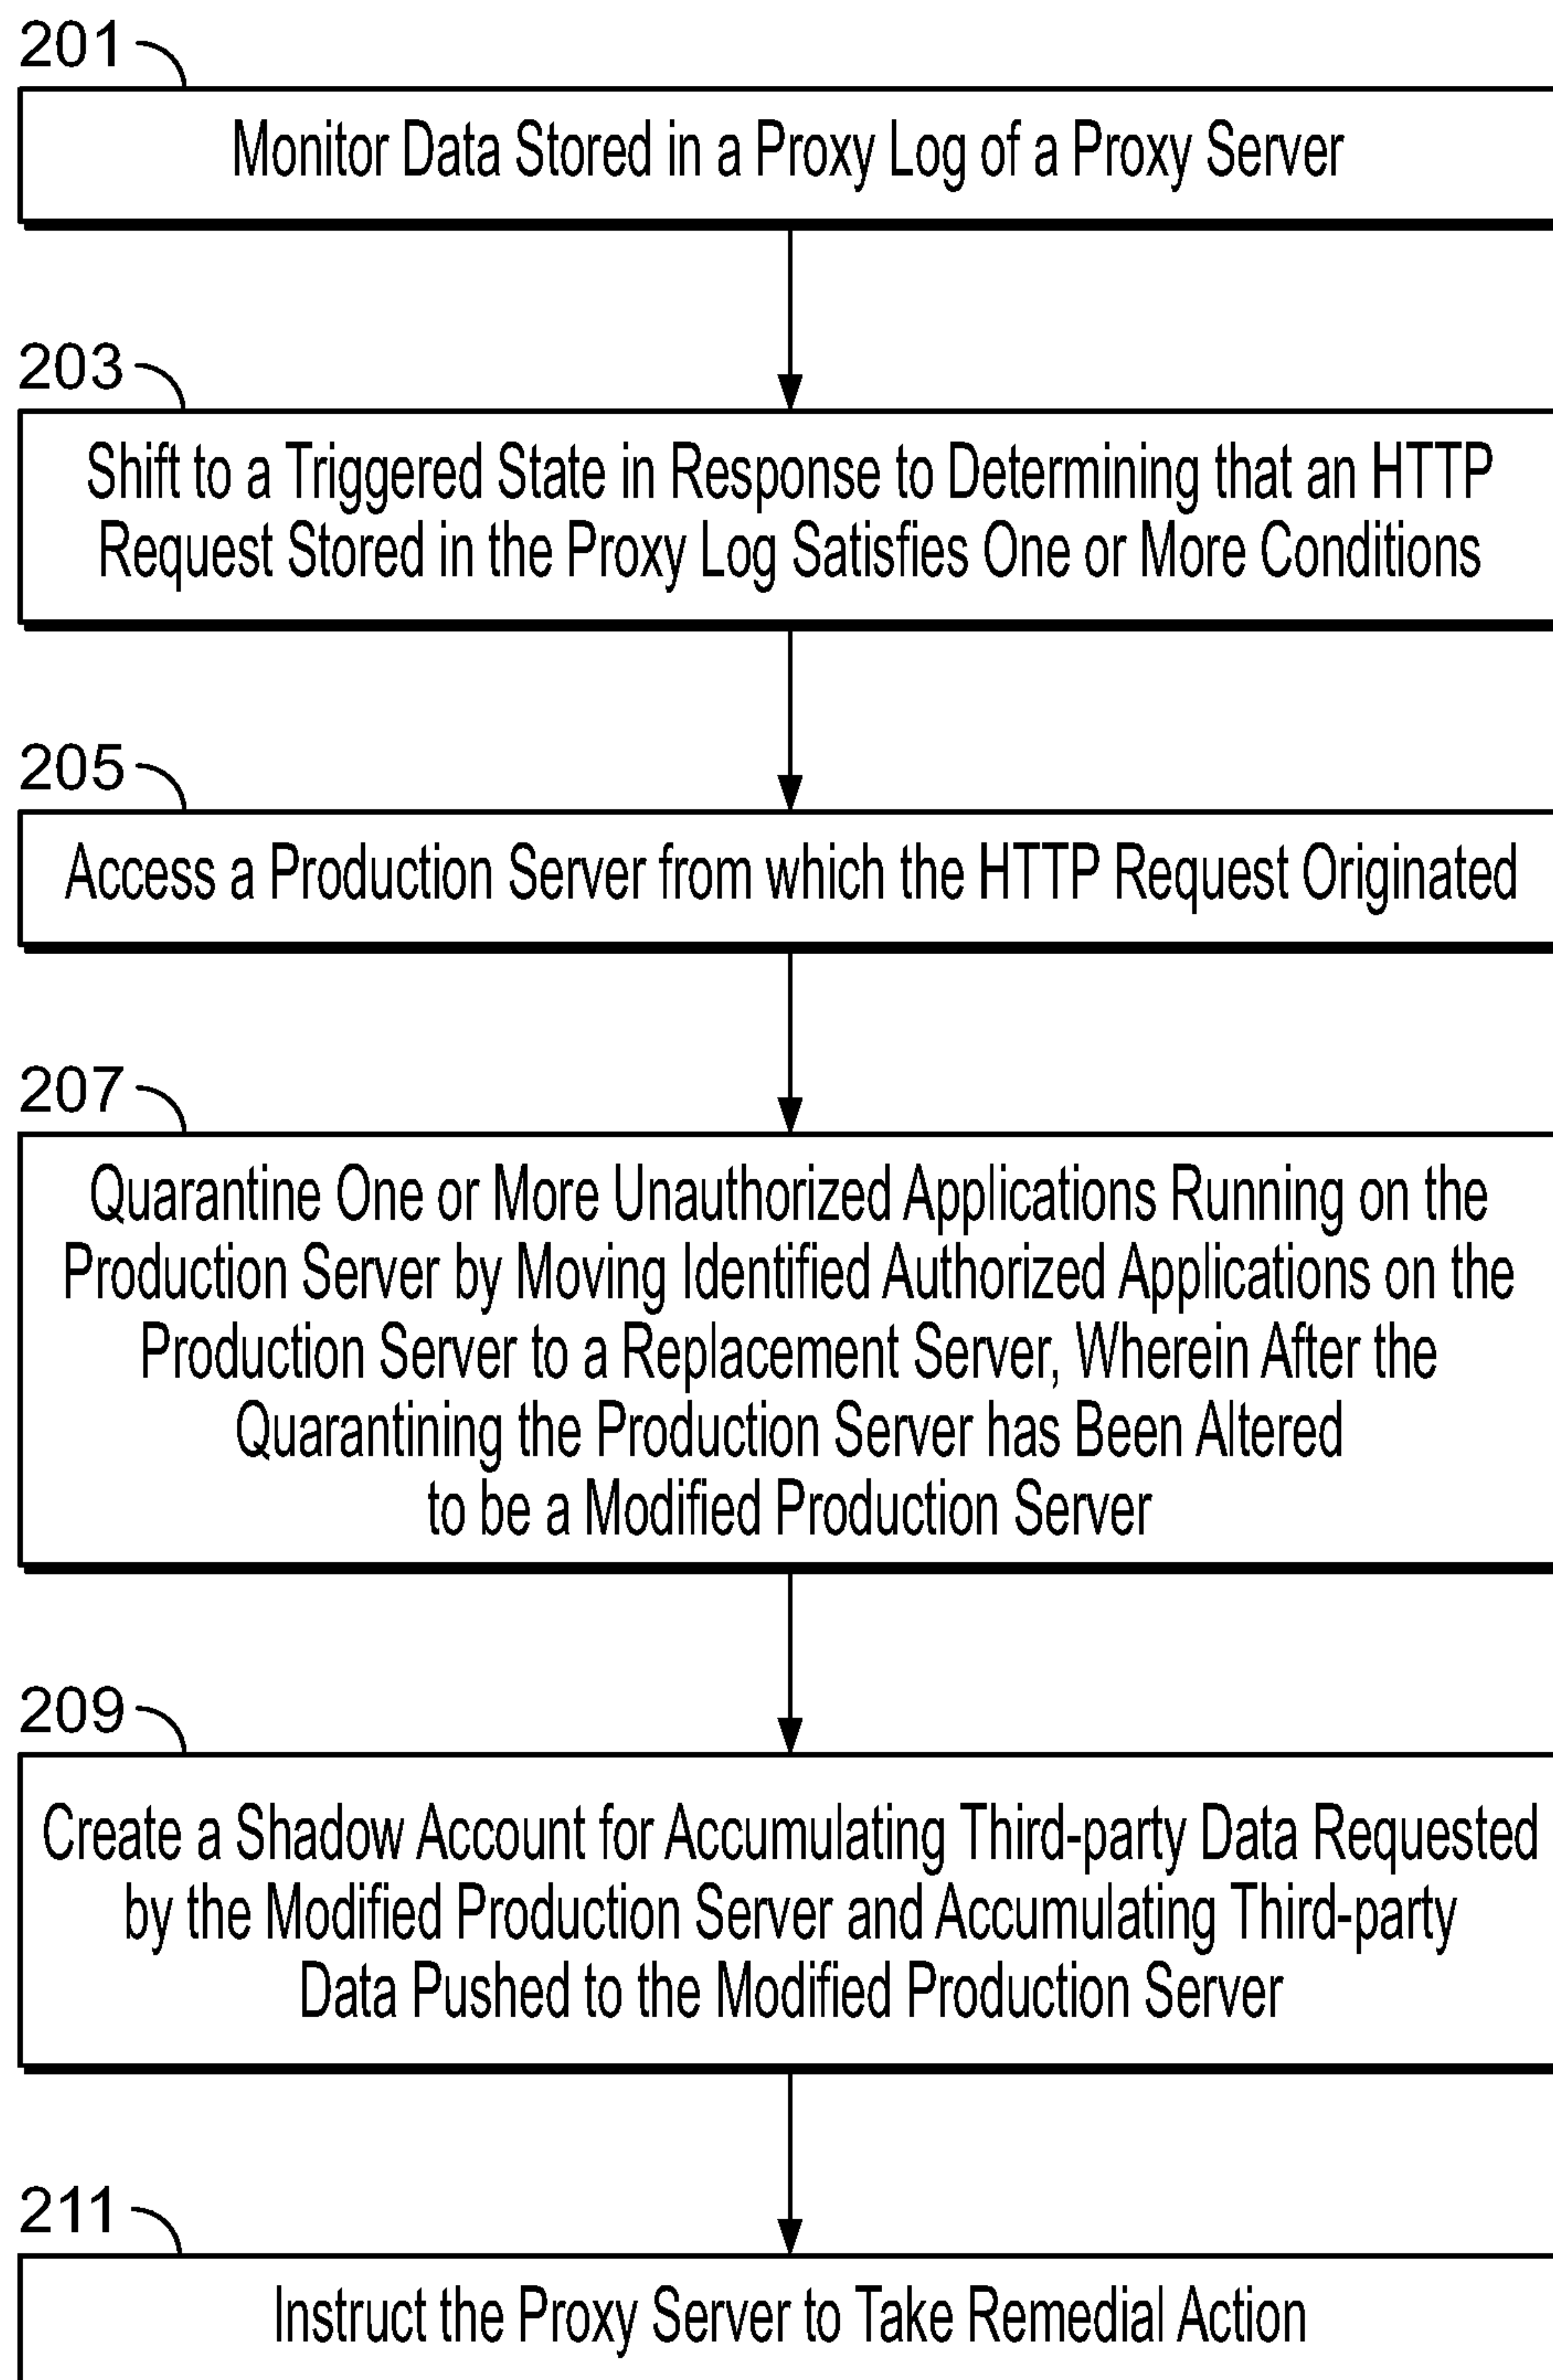 201
Monitor Data Stored in a Proxy Log of a Proxy Server
203
Shift to a Triggered State in Response to Determining that an HTTP
Request Stored in the Proxy Log Satisfies One or More Conditions
205
Access a Production Server from which the HTTP Request Originated
207
Quarantine One or More Unauthorized Applications Running on the
Production Server by Moving Identified Authorized Applications on the
Production Server to a Replacement Server, Wherein After the
Quarantining the Production Server has Been Altered
to be a Modified Production Server
209
Create a Shadow Account for Accumulating Third-party Data Requested
by the Modified Production Server and Accumulating Third-party
Data Pushed to the Modified Production Server
211
Instruct the Proxy Server to Take Remedial Action